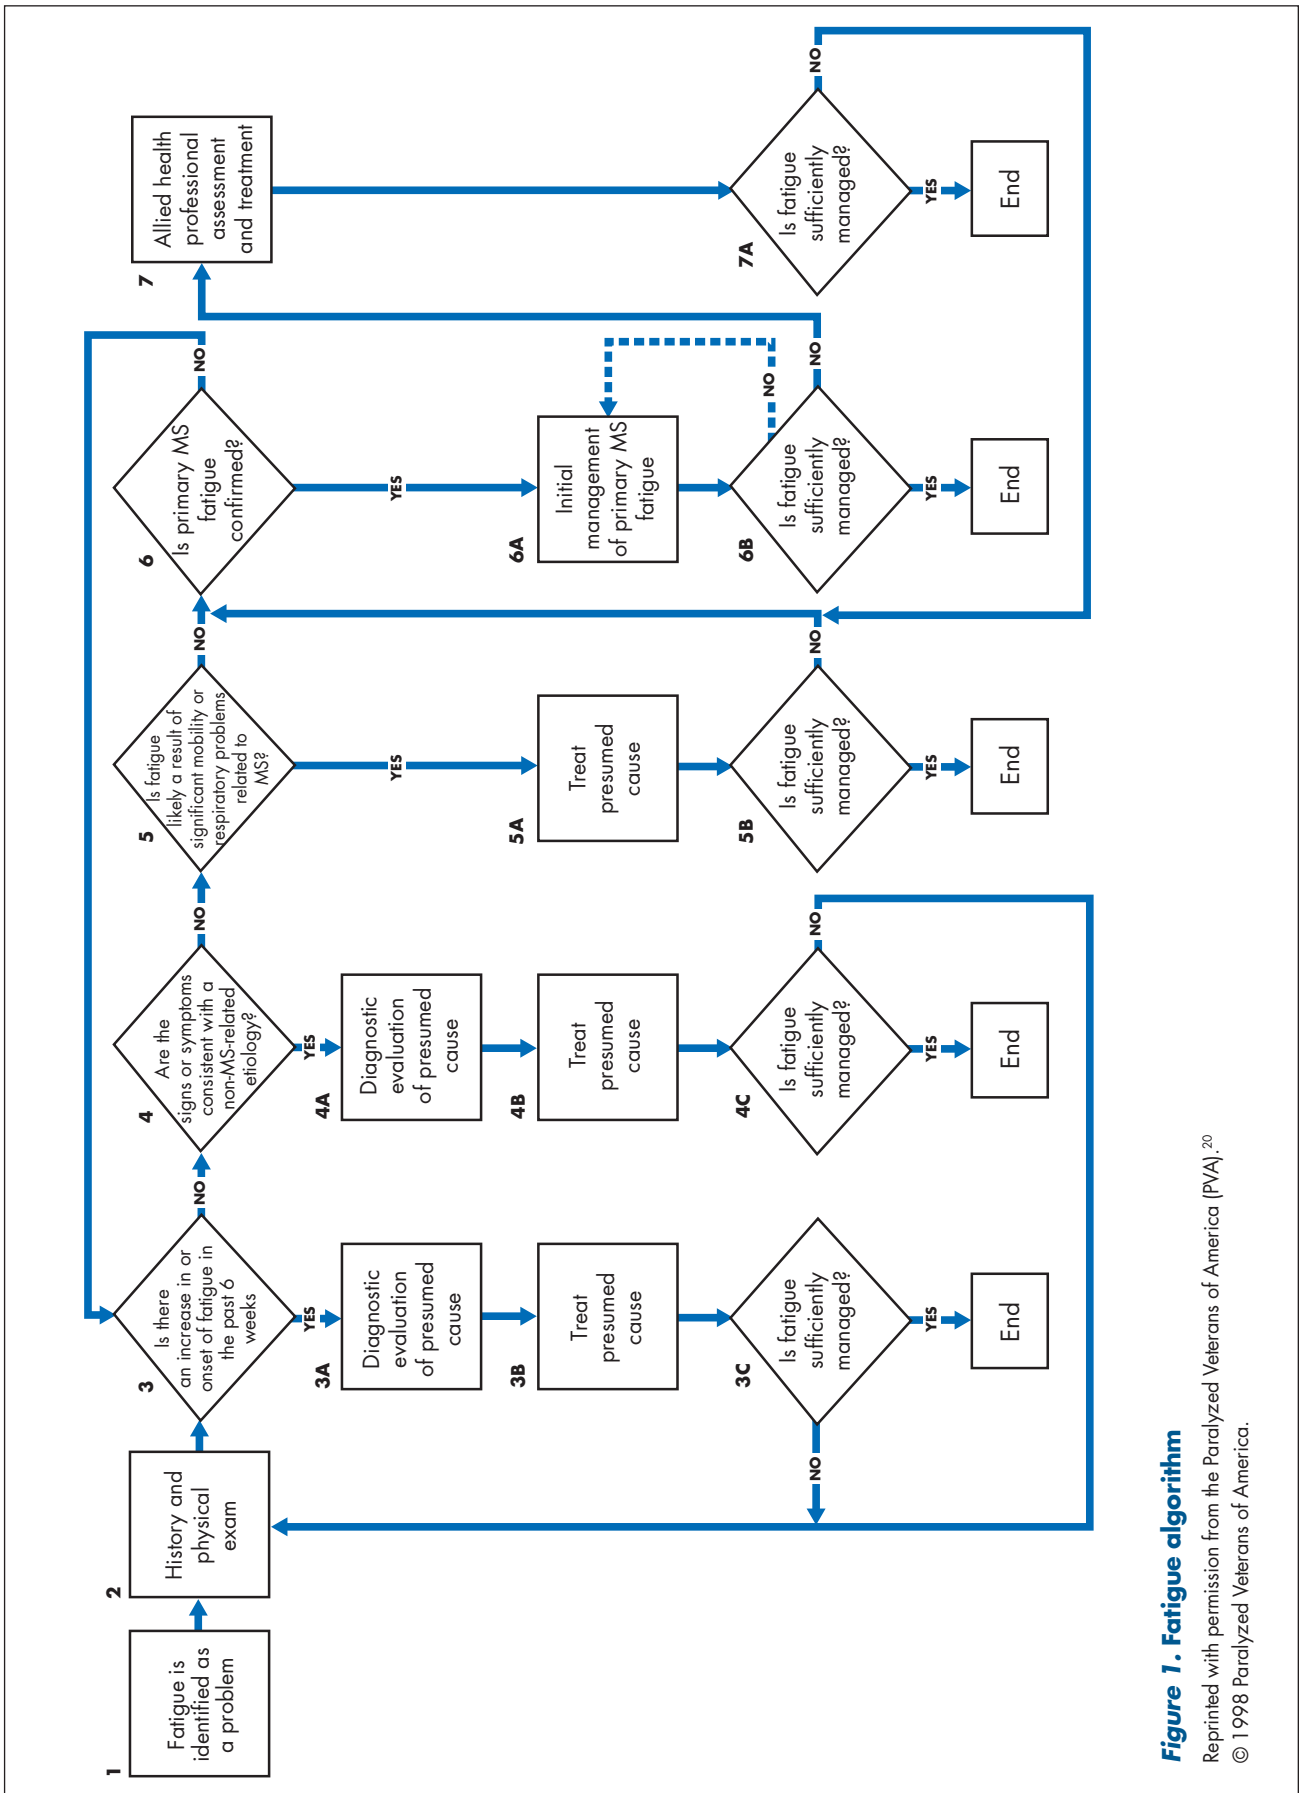 1
Fatigue is
identified as
a problem
2
History and
physical
exam
3
Is there
an increase in or
onset of fatigue in
the past 6
weeks
NO
YES
3A
Diagnostic
evaluation
of presumed
cause
3B
Treat
presumed
cause
3C
Is fatigue
sufficiently
managed?
NO
YES
End
4
Are the
signs or symptoms
consistent with a
non-MS-related
etiology?
NO
YES
4A
Diagnostic
evaluation
of presumed
cause
4B
Treat
presumed
cause
4C
Is fatigue
sufficiently
managed?
NO
YES
End
5
Is fatigue
likely a result of
significant mobility or
respiratory problems
related to
MS?
NO
YES
5A
Treat
presumed
cause
5B
Is fatigue
sufficiently
managed?
NO
YES
End
6
Is primary MS
fatigue
confirmed?
NO
YES
6A
Initial
management
of primary MS
fatigue
NO
6B
Is fatigue
sufficiently
managed?
NO
YES
End
7
Allied health
professional
assessment
and treatment
7A
Is fatigue
sufficiently
managed?
NO
YES
End
Figure 1. Fatigue algorithm
Reprinted with permission from the Paralyzed Veterans of America (PVA).20
© 1998 Paralyzed Veterans of America.